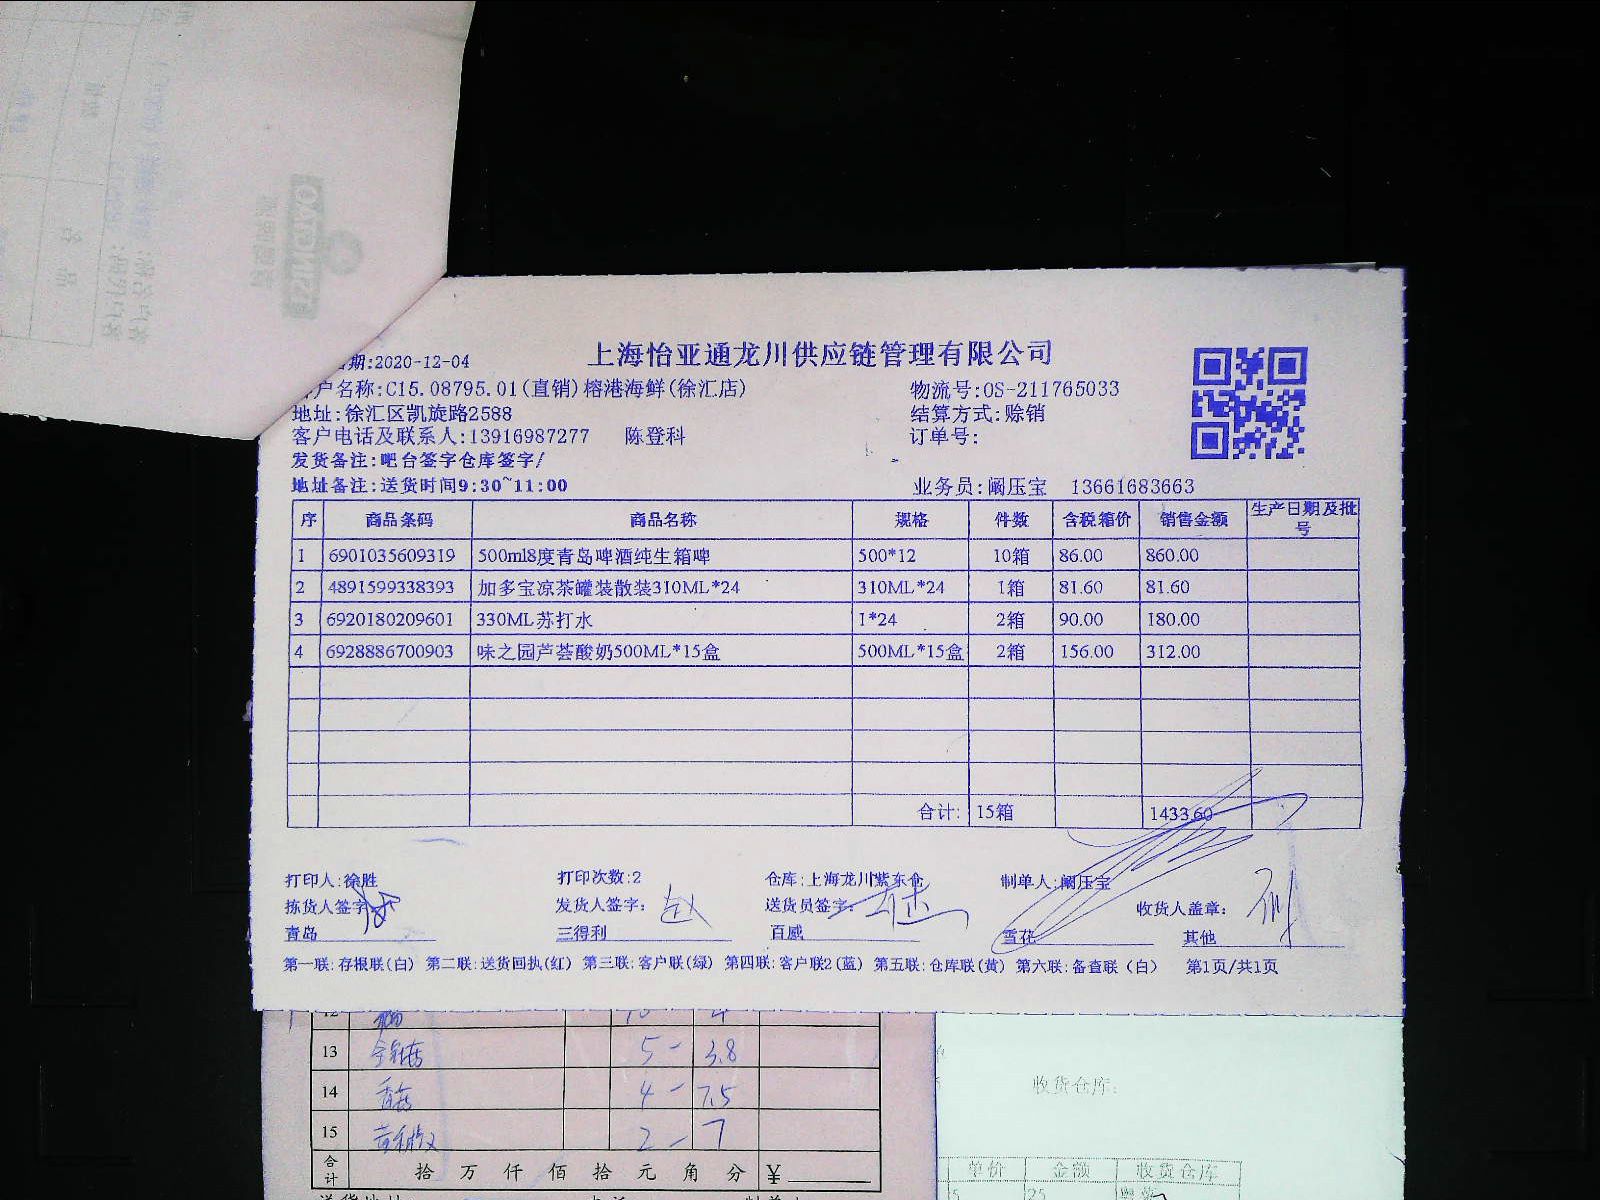 期:2020-12-04
上海怡亚通龙川供应链管理有限公司
户名称:C15.08795.01(直销)榕港海鲜(徐汇店)
物流号:OS-211765033
地址:徐汇区凯旋路2588
结算方式:赊销
客户电话及联系人:13916987277 陈登科
订单号:
发货备注:吧台签字仓库签字/
地址备注:送货时间9:30~11:00
业务员:阚压宝 13661683663
序 商品条码 商品名称 规格 件数 含税箱价 销售金额 生产日期及批号
1 6901035609319 500ml8度青岛啤酒纯生箱啤 500*12 10箱 86.00 860.00
2 4891599338393 加多宝凉茶罐装散装310ML*24 310ML*24 1箱 81.60 81.60
3 6920180209601 330ML苏打水 1*24 2箱 90.00 180.00
4 6928886700903 味之园芦荟酸奶500ML*15盒 500ML*15盒 2箱 156.00 312.00
合计: 15箱 1433.60
打印人:徐胜 打印次数:2 仓库:上海龙川紫东仓 制单人:阚压宝
拣货人签字 发货人签字: 送货员签字: 收货人盖章:
青岛 三得利 百威 雪花 其他
第一联:存根联(白) 第二联:送货回执(红) 第三联:客户联(绿) 第四联:客户联2(蓝) 第五联:仓库联(黄) 第六联:备查联(白) 第1页/共1页
13 5- 3.8
14 4- 7.5
15 2- 7
合计 拾 万 仟 佰 拾 元 角 分 ¥
收货仓库:
单价 金额 收货仓库
5 25